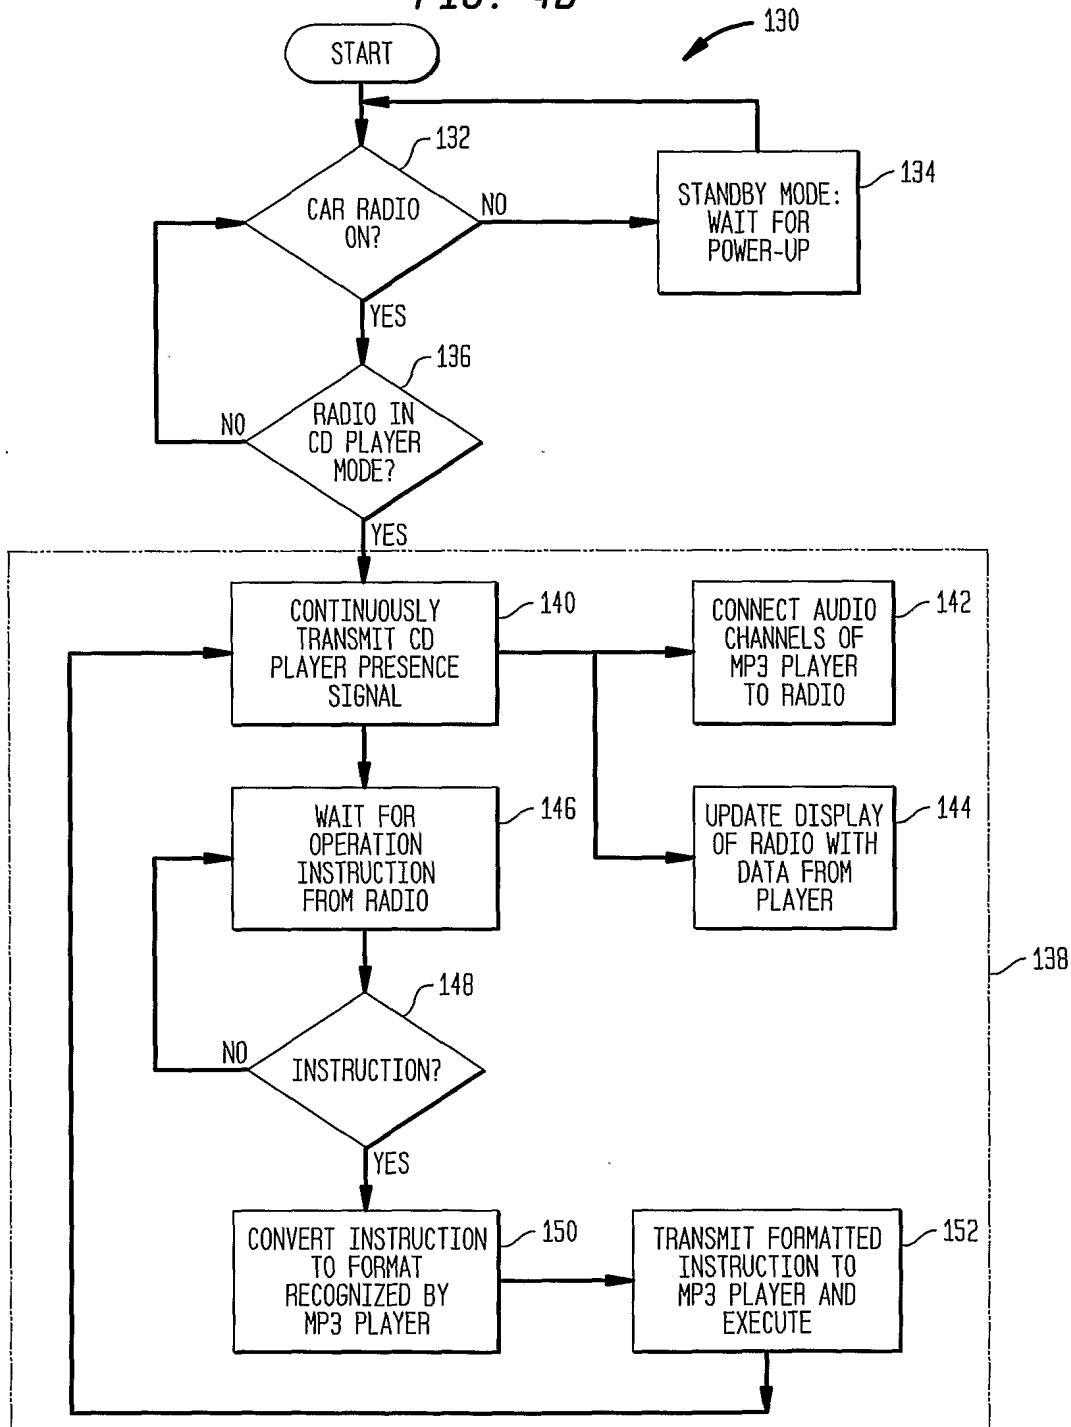 FIG. 4B
130
START
132
CAR RADIO
ON?
NO
134
STANDBY MODE:
WAIT FOR
POWER-UP
YES
136
RADIO IN
CD PLAYER
MODE?
NO
YES
140
CONTINUOUSLY
TRANSMIT CD
PLAYER PRESENCE
SIGNAL
142
CONNECT AUDIO
CHANNELS OF
MP3 PLAYER
TO RADIO
146
WAIT FOR
OPERATION
INSTRUCTION
FROM RADIO
144
UPDATE DISPLAY
OF RADIO WITH
DATA FROM
PLAYER
138
148
INSTRUCTION?
NO
YES
150
CONVERT INSTRUCTION
TO FORMAT
RECOGNIZED BY
MP3 PLAYER
152
TRANSMIT FORMATTED
INSTRUCTION TO
MP3 PLAYER AND
EXECUTE